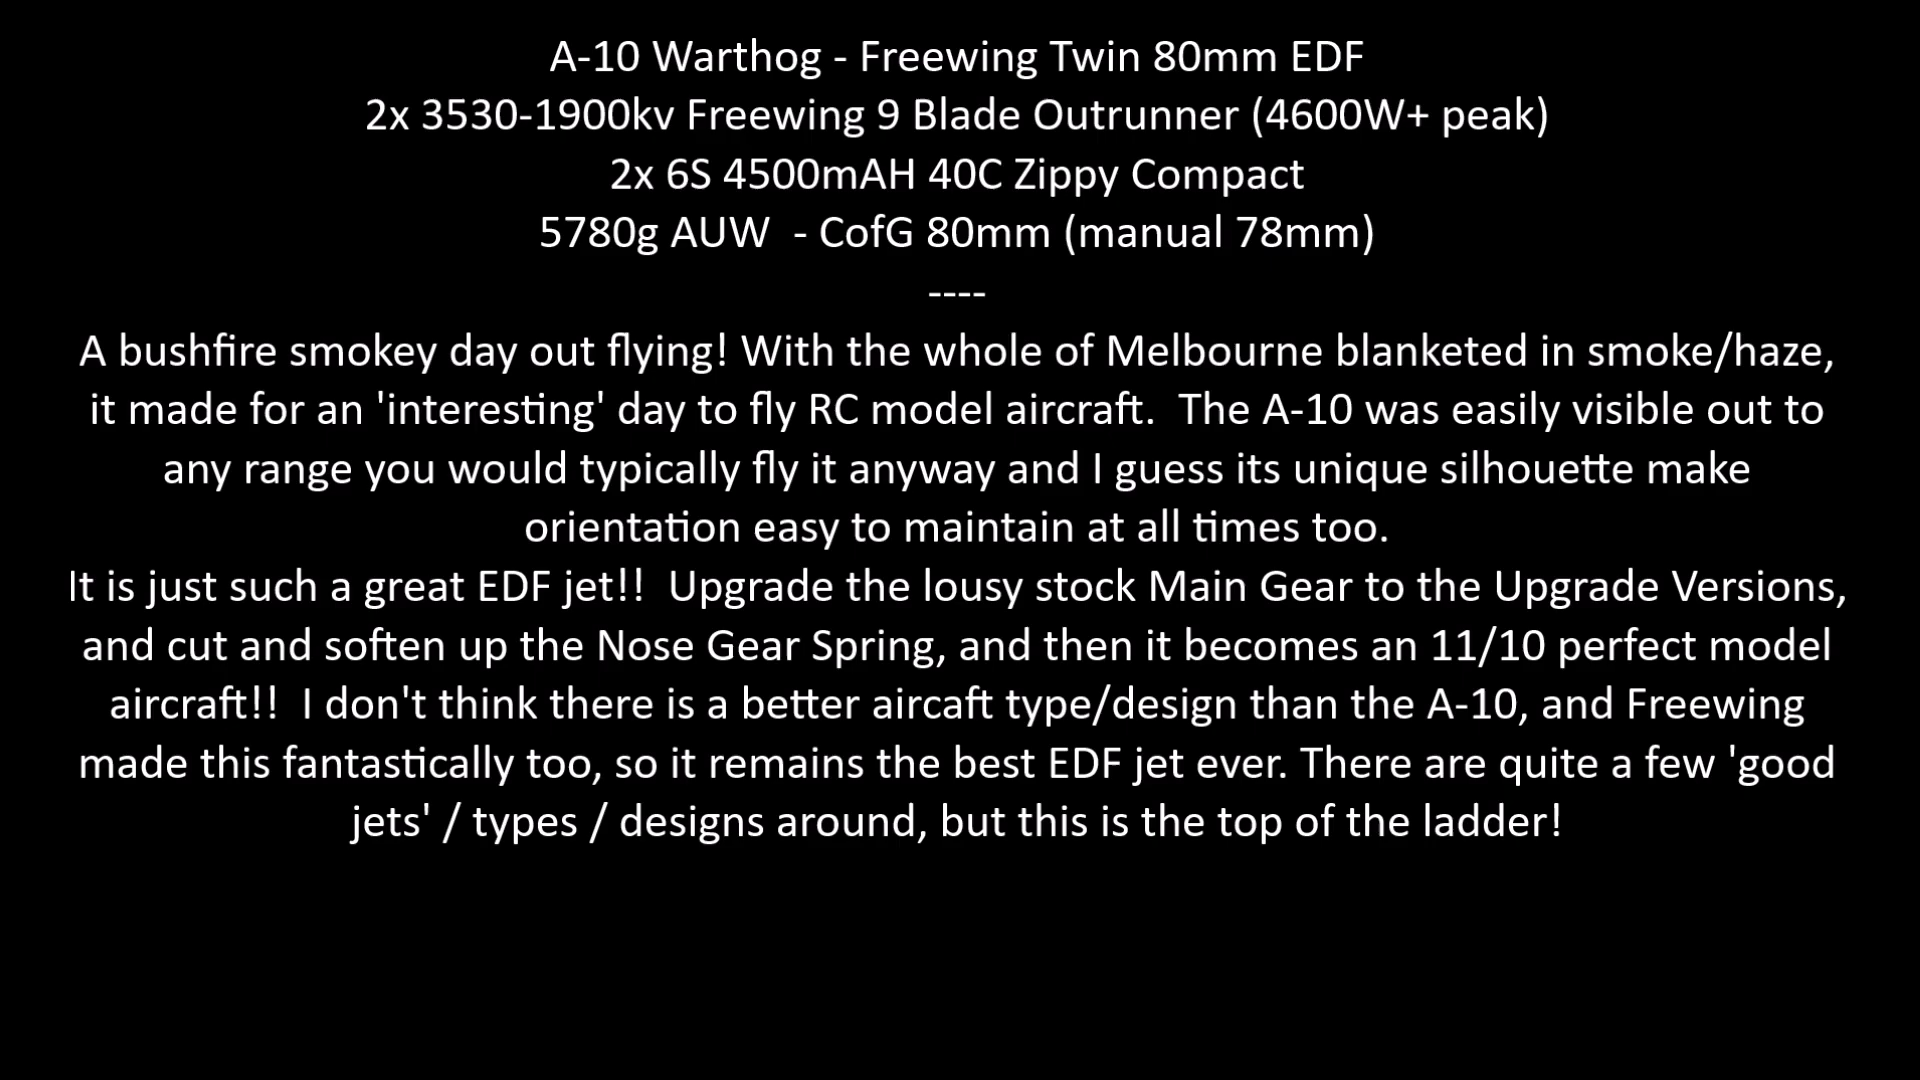 A-10 Warthog - Freewing Twin 80mm EDF
2x 3530-1900kv Freewing 9 Blade Outrunner (4600W+ peak)
2x 6S 4500mAH 40C Zippy Compact
5780g AUW  - CofG 80mm (manual 78mm)
----
A bushfire smokey day out flying! With the whole of Melbourne blanketed in smoke/haze,
it made for an 'interesting' day to fly RC model aircraft.  The A-10 was easily visible out to
any range you would typically fly it anyway and I guess its unique silhouette make
orientation easy to maintain at all times too.
It is just such a great EDF jet!!  Upgrade the lousy stock Main Gear to the Upgrade Versions,
and cut and soften up the Nose Gear Spring, and then it becomes an 11/10 perfect model
aircraft!!  I don't think there is a better aircaft type/design than the A-10, and Freewing
made this fantastically too, so it remains the best EDF jet ever. There are quite a few 'good
jets' / types / designs around, but this is the top of the ladder!